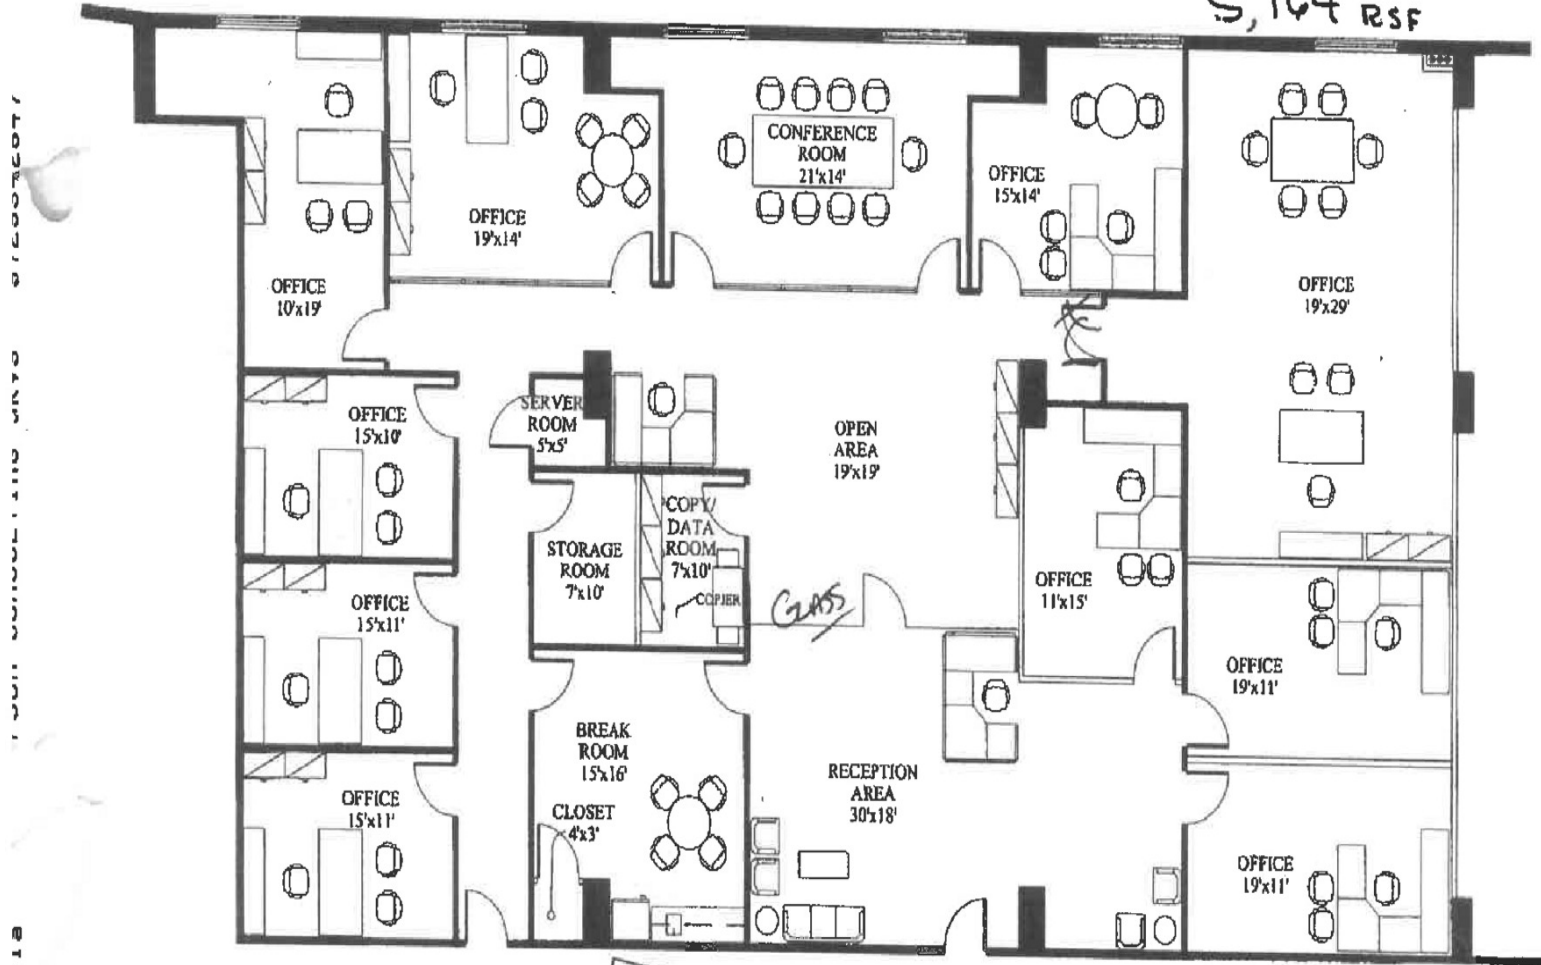 5,164 RSF
CONFERENCE
ROOM
21'x14'
OFFICE
15'x14'
OFFICE
19'x14'
OFFICE
10'x19'
OFFICE
19'x29'
OFFICE
15'x10'
SERVER
ROOM
5'x5'
OPEN
AREA
19'x19'
COPY/
DATA
ROOM
7'x10'
COPIER
STORAGE
ROOM
7'x10'
GLASS
OFFICE
11'x15'
OFFICE
15'x11'
OFFICE
19'x11'
BREAK
ROOM
15'x16'
CLOSET
4'x3'
RECEPTION
AREA
30'x18'
OFFICE
15'x11'
OFFICE
19'x11'